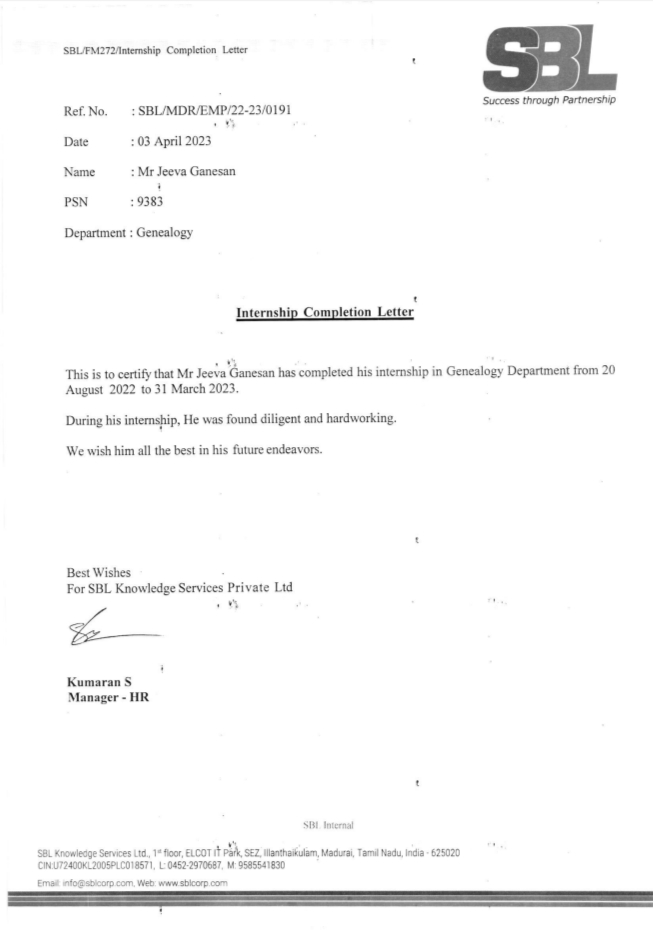 SBL/FM272/Internship Completion Letter
SBL
Success through Partnership
Ref. No. : SBL/MDR/EMP/22-23/0191
Date : 03 April 2023
Name : Mr Jeeva Ganesan
PSN : 9383
Department : Genealogy
Internship Completion Letter
This is to certify that Mr Jeeva Ganesan has completed his internship in Genealogy Department from 20
August 2022 to 31 March 2023.
During his internship, He was found diligent and hardworking.
We wish him all the best in his future endeavors.
Best Wishes
For SBL Knowledge Services Private Ltd
Kumaran S
Manager - HR
SBL Internal
SBL Knowledge Services Ltd., 1st floor, ELCOT IT Park, SEZ, Illanthaikulam, Madurai, Tamil Nadu, India - 625020
CIN:U72400KL2005PLC018571, L: 0452-2970687, M: 9585541830
Email: info@sblcorp.com, Web: www.sblcorp.com